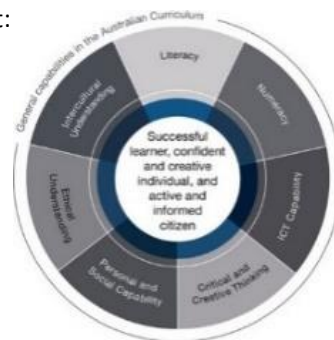 t:
General capabilities in the Australian Curriculum
Literacy
Numeracy
ICT Capability
Critical and
Creative Thinking
Personal and
Social Capability
Ethical
Understanding
Intercultural
Understanding
Successful
learner, confident
and creative
individual, and
active and
informed
citizen